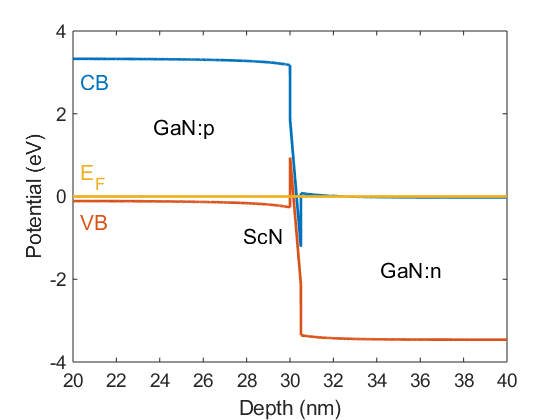 4
2
0
-2
-4
Potential (eV)
CB
GaN:p
E_F
VB
ScN
GaN:n
20 22 24 26 28 30 32 34 36 38 40
Depth (nm)